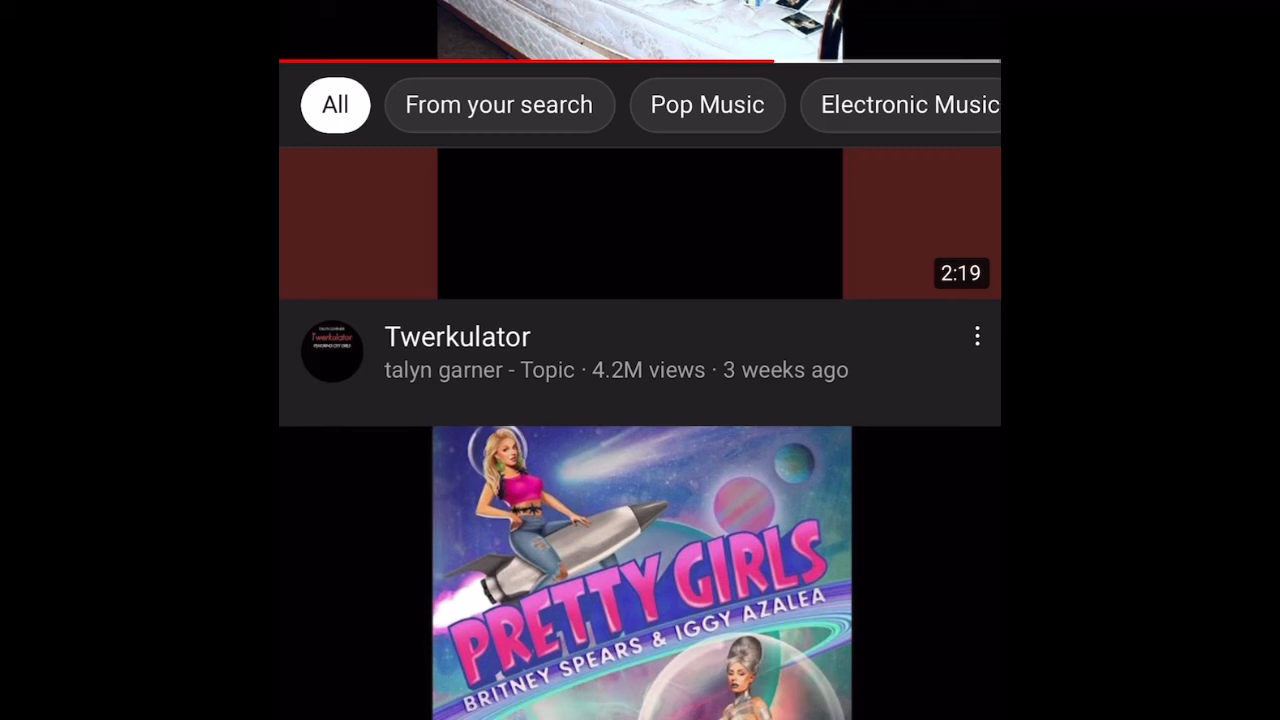 All
From your search
Pop Music
Electronic Music
2:19
Twerkulator
Twerkulator
talyn garner - Topic · 4.2M views · 3 weeks ago
PRETTY GIRLS
BRITNEY SPEARS & IGGY AZALEA